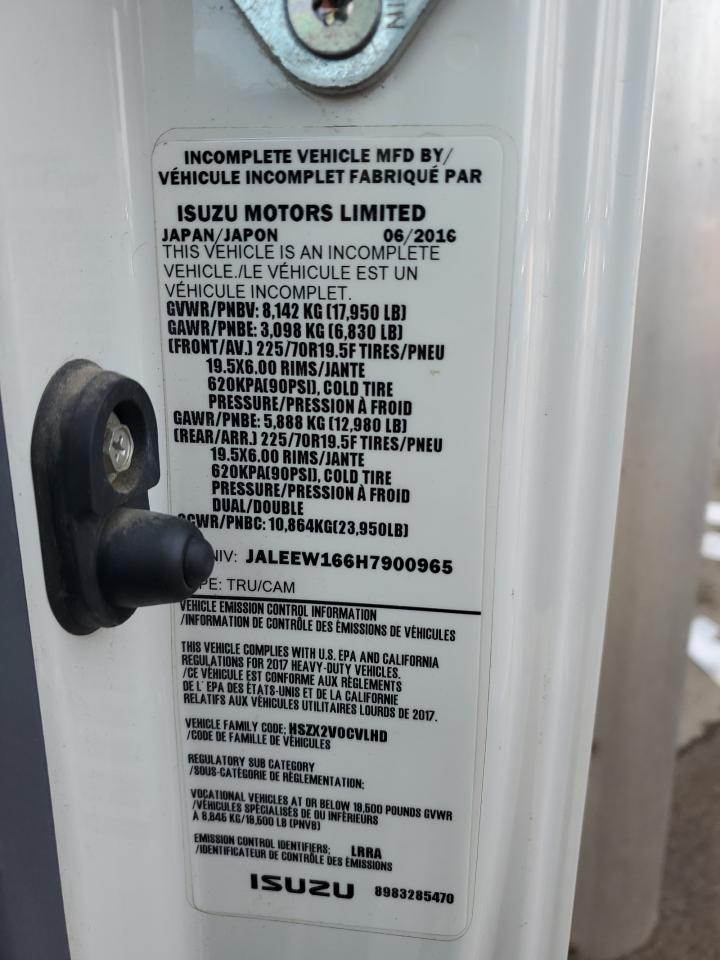 NI
INCOMPLETE VEHICLE MFD BY/
VÉHICULE INCOMPLET FABRIQUÉ PAR
ISUZU MOTORS LIMITED
JAPAN/JAPON 06/2016
THIS VEHICLE IS AN INCOMPLETE
VEHICLE./LE VÉHICULE EST UN
VÉHICULE INCOMPLET.
GVWR/PNBV: 8,142 KG (17,950 LB)
GAWR/PNBE: 3,098 KG (6,830 LB)
(FRONT/AV.) 225/70R19.5F TIRES/PNEU
19.5X6.00 RIMS/JANTE
620KPA(90PSI), COLD TIRE
PRESSURE/PRESSION À FROID
GAWR/PNBE: 5,888 KG (12,980 LB)
(REAR/ARR.) 225/70R19.5F TIRES/PNEU
19.5X6.00 RIMS/JANTE
620KPA(90PSI), COLD TIRE
PRESSURE/PRESSION À FROID
DUAL/DOUBLE
GCWR/PNBC: 10,864KG(23,950LB)
NIV: JALEEW166H7900965
PE: TRU/CAM
VEHICLE EMISSION CONTROL INFORMATION
/INFORMATION DE CONTRÔLE DES ÉMISSIONS DE VÉHICULES
THIS VEHICLE COMPLIES WITH U.S. EPA AND CALIFORNIA
REGULATIONS FOR 2017 HEAVY-DUTY VEHICLES.
/CE VÉHICULE EST CONFORME AUX RÈGLEMENTS
DE L'EPA DES ÉTATS-UNIS ET DE LA CALIFORNIE
RELATIFS AUX VÉHICULES UTILITAIRES LOURDS DE 2017.
VEHICLE FAMILY CODE: HSZX2VOCVLHD
/CODE DE FAMILLE DE VÉHICULES
REGULATORY SUB CATEGORY
/SOUS-CATÉGORIE DE RÉGLEMENTATION:
VOCATIONAL VEHICLES AT OR BELOW 19,500 POUNDS GVWR
/VÉHICULES SPÉCIALISÉS DE OU INFÉRIEURS
À 8,845 KG/19,500 LB (PNVB)
EMISSION CONTROL IDENTIFIERS: LRRA
/IDENTIFICATEUR DE CONTRÔLE DES ÉMISSIONS
ISUZU 8983285470